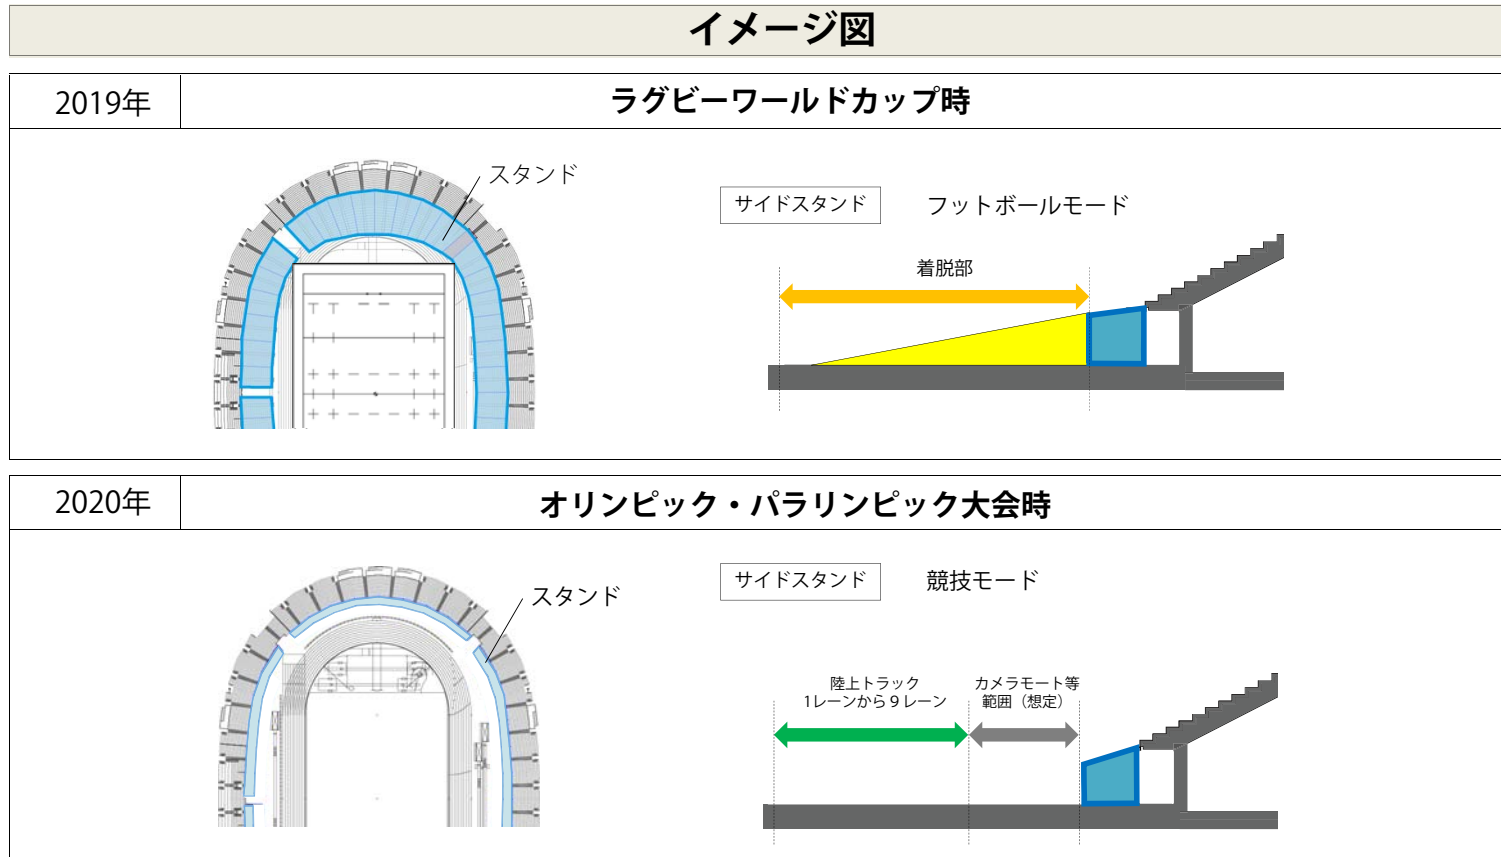 イメージ図
2019年
ラグビーワールドカップ時
スタンド
サイドスタンド
フットボールモード
着脱部
2020年
オリンピック・パラリンピック大会時
スタンド
サイドスタンド
競技モード
陸上トラック
1レーンから９レーン
カメラモート等
範囲（想定）